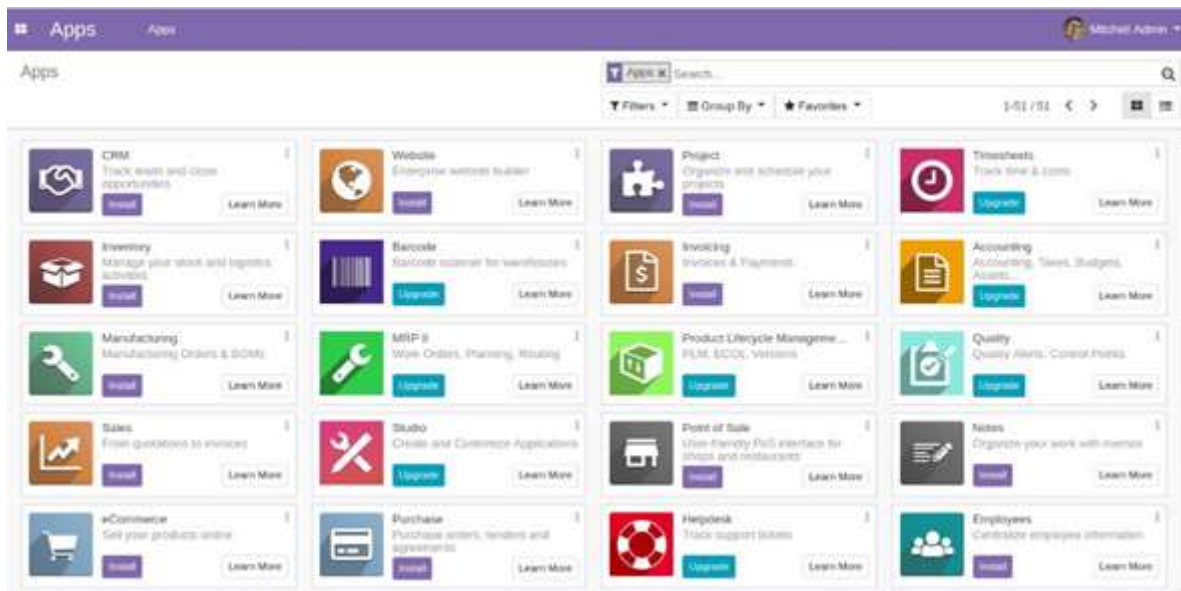 Apps
Apps
Mitchell Admin
Apps
Apps Search...
Filters
Group By
Favorites
1-51 / 51
CRM
Track leads and close
opportunities
Install
Learn More
Website
Enterprise website builder
Install
Learn More
Project
Organize and schedule your
projects
Install
Learn More
Timesheets
Track time & costs
Upgrade
Learn More
Inventory
Manage your stock and logistics
activities
Install
Learn More
Barcode
Barcode scanner for warehouses
Upgrade
Learn More
Invoicing
Invoices & Payments
Install
Learn More
Accounting
Accounting, Taxes, Budgets,
Assets...
Upgrade
Learn More
Manufacturing
Manufacturing Orders & BOMs
Install
Learn More
MRP II
Work Orders, Planning, Routing
Upgrade
Learn More
Product Lifecycle Manageme...
PLM, ECOs, Versions
Upgrade
Learn More
Quality
Quality Alerts, Control Points
Upgrade
Learn More
Sales
From quotations to invoices
Install
Learn More
Studio
Create and Customize Applications
Upgrade
Learn More
Point of Sale
User-friendly PoS interface for
shops and restaurants
Install
Learn More
Notes
Organize your work with memos
Install
Learn More
eCommerce
Sell your products online
Install
Learn More
Purchase
Purchase orders, tenders and
agreements
Install
Learn More
Helpdesk
Track support tickets
Upgrade
Learn More
Employees
Centralize employee information
Install
Learn More